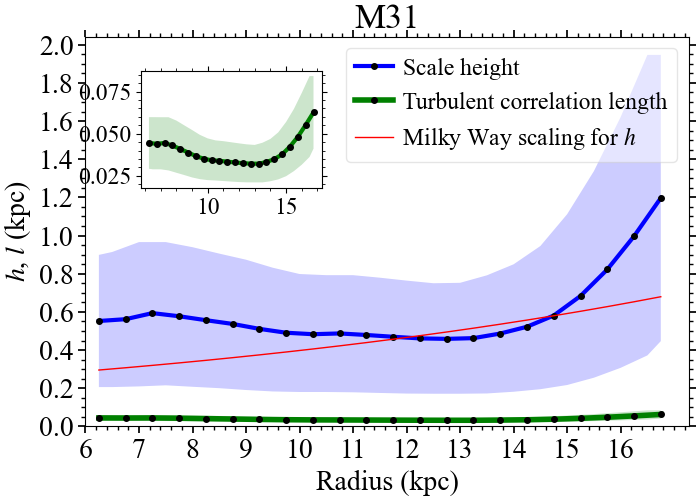 M31
h, l (kpc)
2.0
1.8
1.6
1.4
1.2
1.0
0.8
0.6
0.4
0.2
0.0
0.075
0.050
0.025
10 15
Scale height
Turbulent correlation length
Milky Way scaling for h
6 7 8 9 10 11 12 13 14 15 16
Radius (kpc)